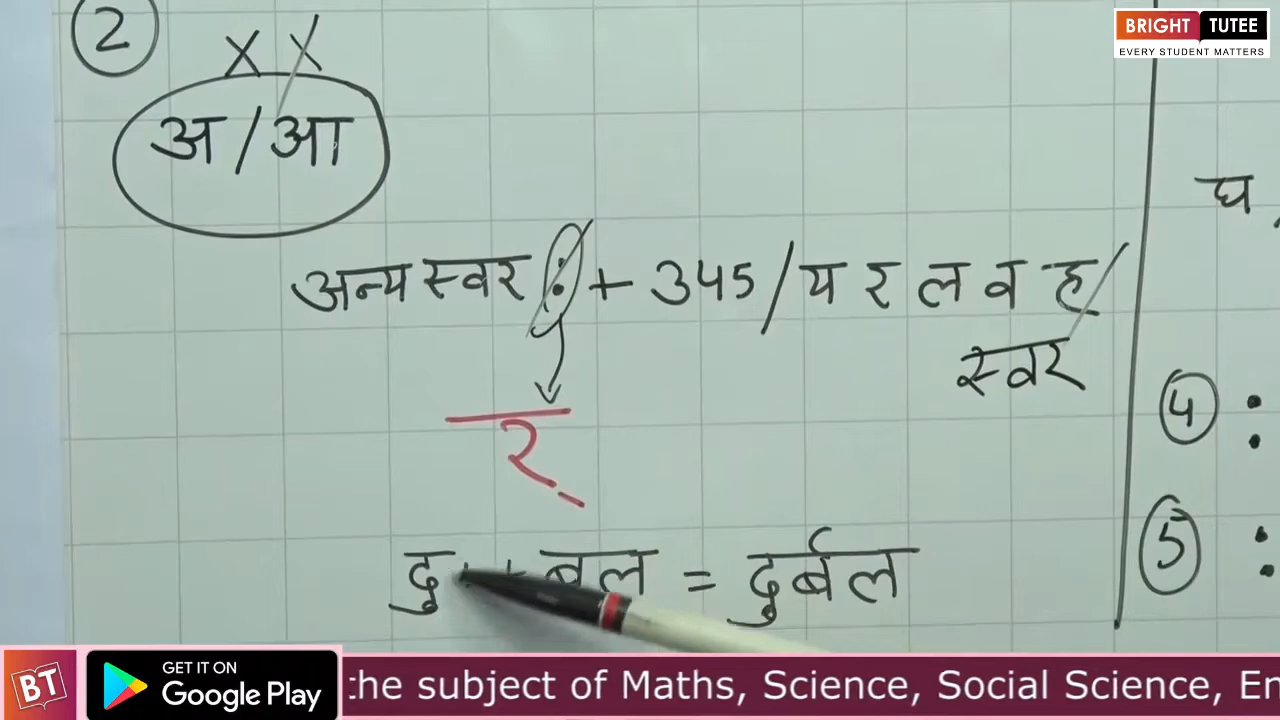 BRIGHT TUTEE
EVERY STUDENT MATTERS
2
X X
अ / आ
घ,
अन्य स्वर : + 345 / य र ल व ह /
स्वर
र्
4 :
5 :
दु: + बल = दुर्बल
BT GET IT ON Google Play
the subject of Maths, Science, Social Science, En